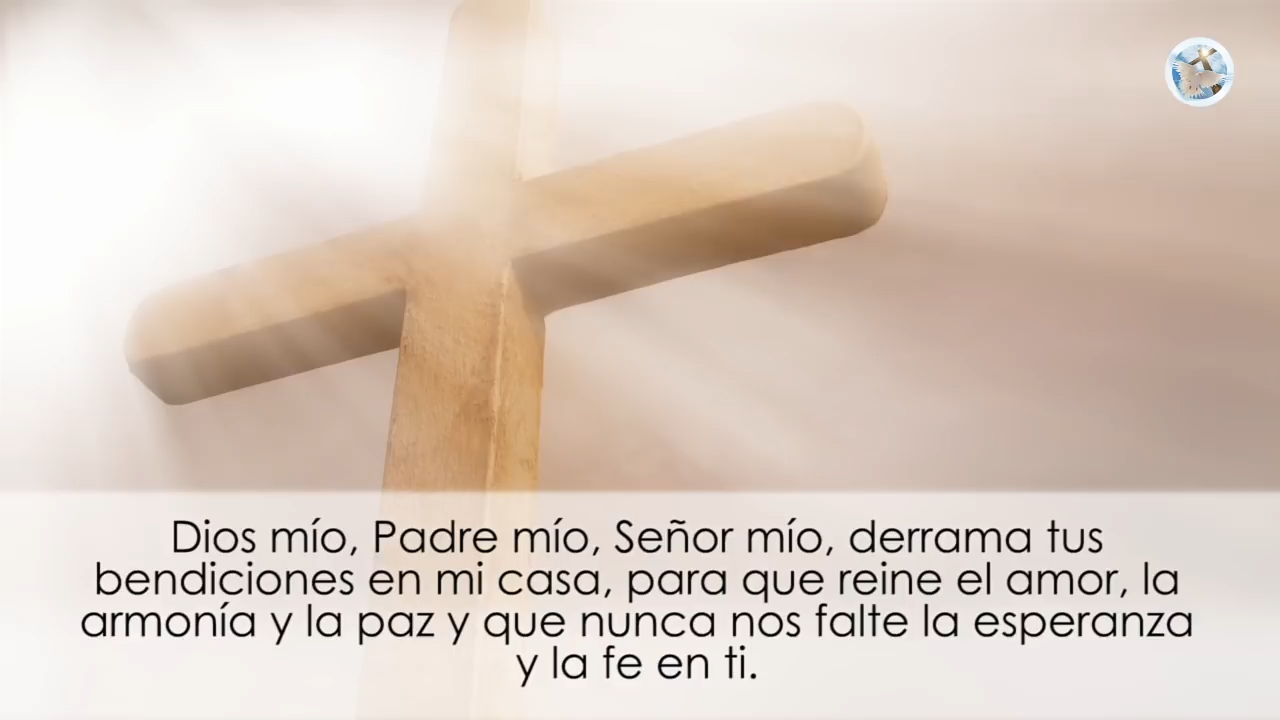 Dios mío, Padre mío, Señor mío, derrama tus
bendiciones en mi casa, para que reine el amor, la
armonía y la paz y que nunca nos falte la esperanza
y la fe en ti.